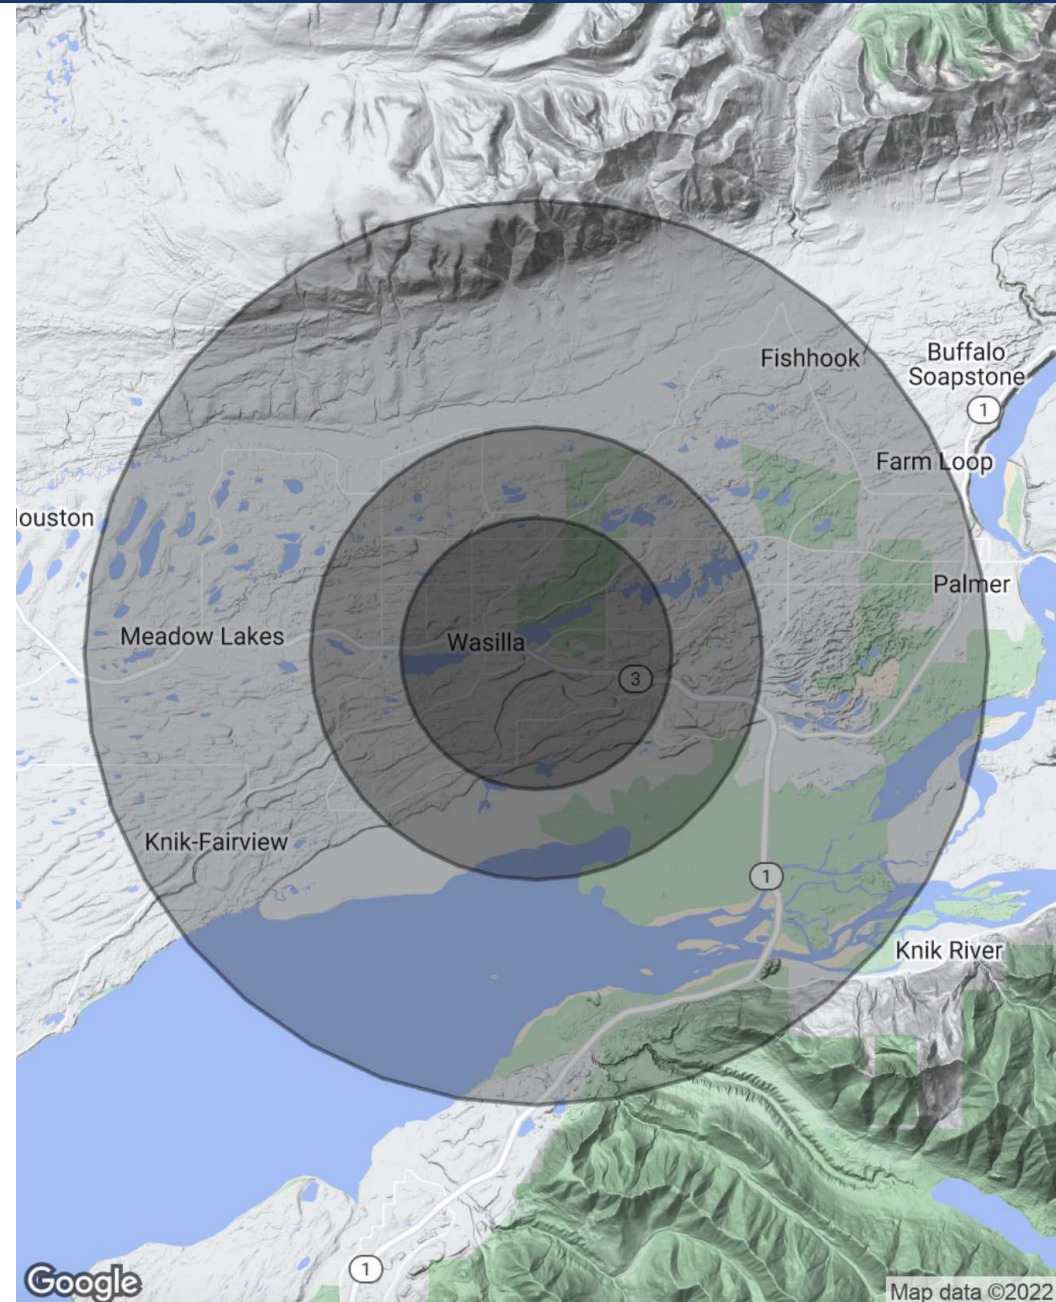 Fishhook
Buffalo
Soapstone
1
Farm Loop
ouston
Palmer
Meadow Lakes
Wasilla
3
Knik-Fairview
1
Knik River
1
Google
Map data ©2022